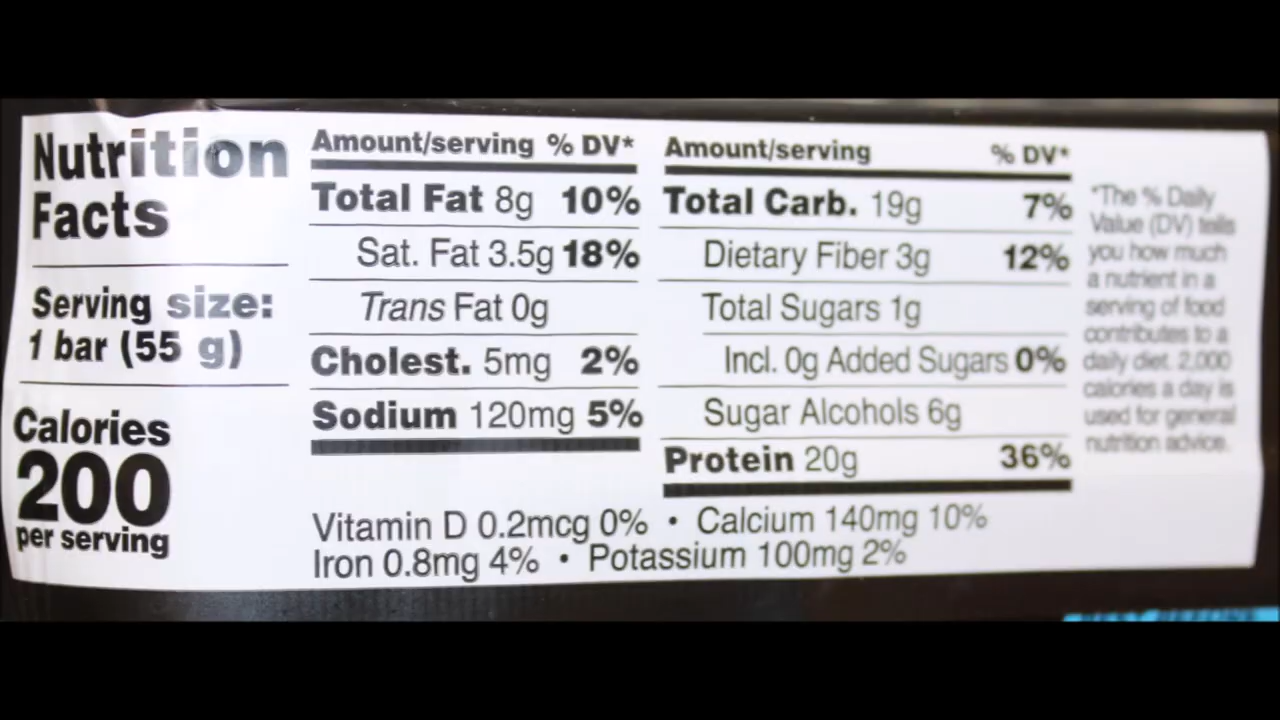 Nutrition
Facts
Serving size:
1 bar (55 g)
Calories
200
per serving
Amount/serving % DV*
Total Fat 8g 10%
Sat. Fat 3.5g 18%
Trans Fat 0g
Cholest. 5mg 2%
Sodium 120mg 5%
Amount/serving % DV*
Total Carb. 19g 7%
Dietary Fiber 3g 12%
Total Sugars 1g
Incl. 0g Added Sugars 0%
Sugar Alcohols 6g
Protein 20g 36%
Vitamin D 0.2mcg 0% • Calcium 140mg 10%
Iron 0.8mg 4% • Potassium 100mg 2%
*The % Daily
Value (DV) tells
you how much
a nutrient in a
serving of food
contributes to a
daily diet. 2,000
calories a day is
used for general
nutrition advice.